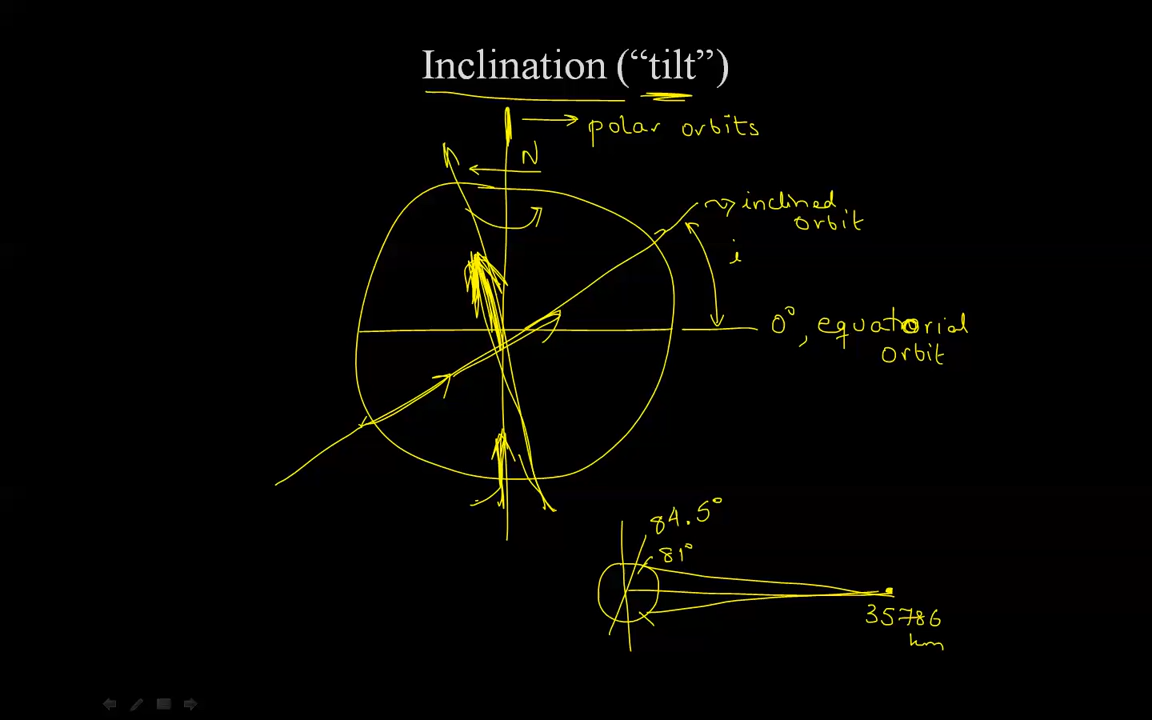 Inclination (“tilt”)
polar orbits
N
inclined
orbit
i
0°, equatorial
orbit
84.5°
81°
35786
km